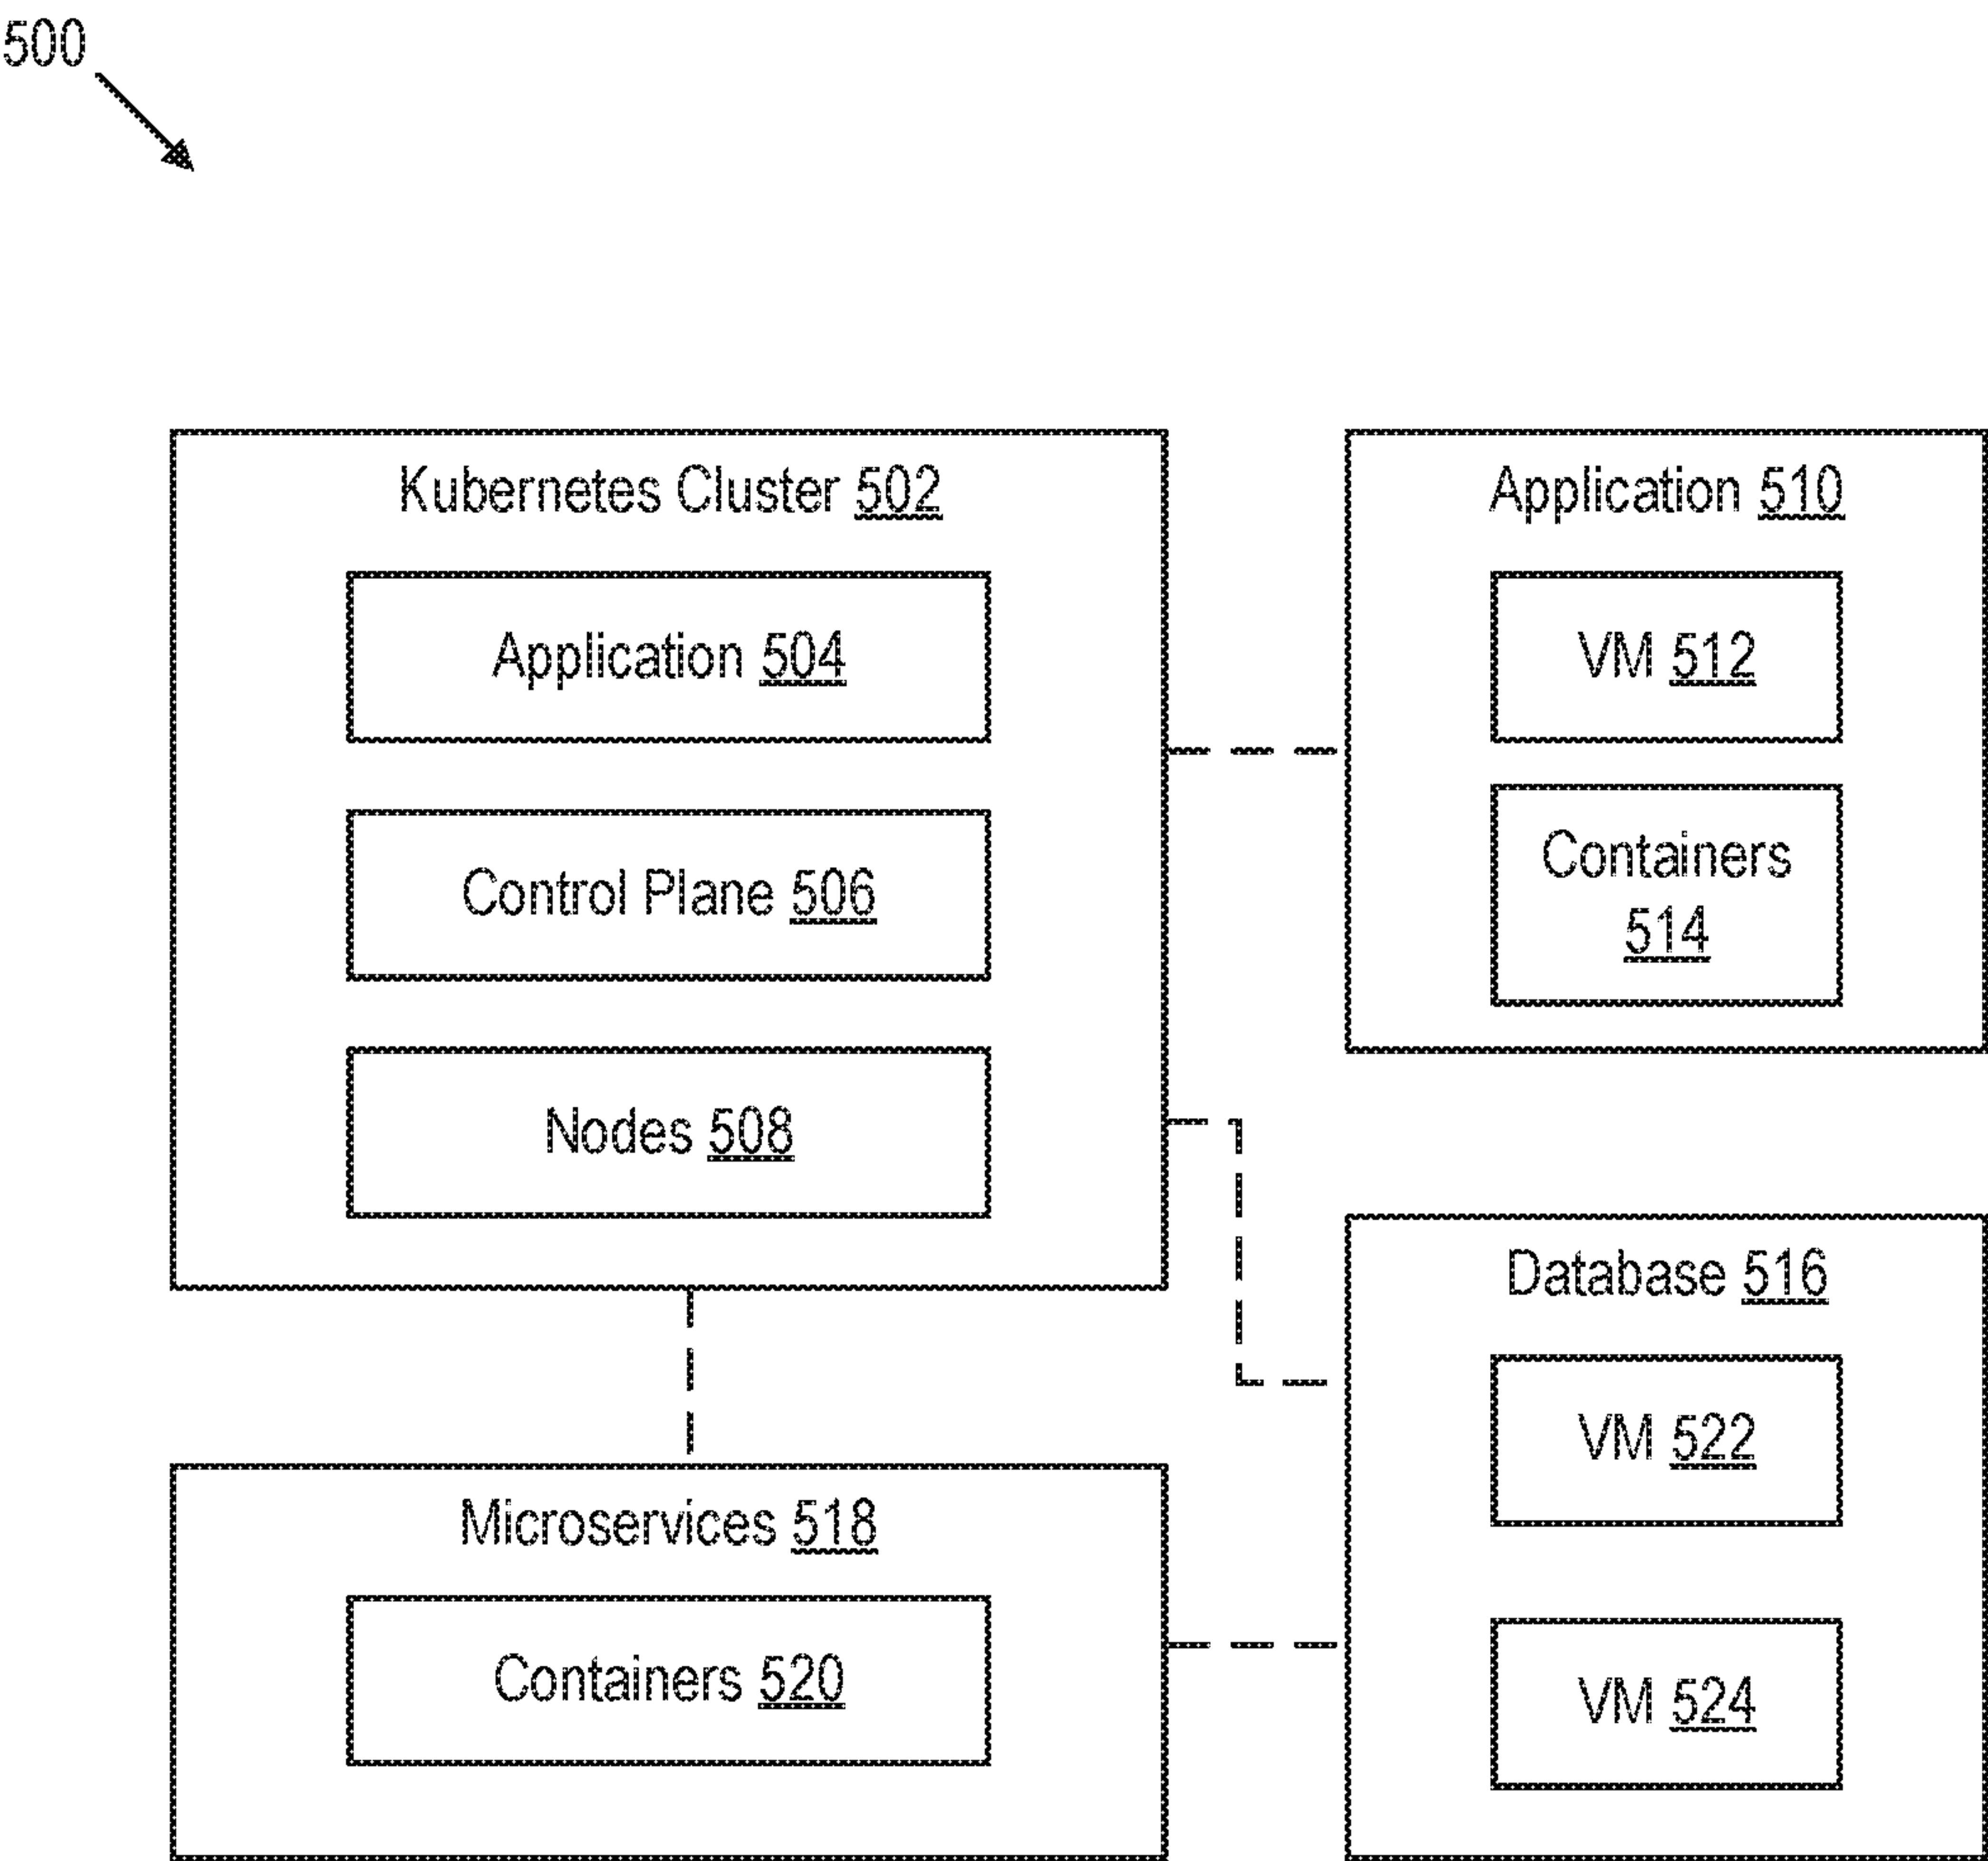 500
Kubernetes Cluster 502
Application 504
Control Plane 506
Nodes 508
Application 510
VM 512
Containers
514
Database 516
VM 522
VM 524
Microservices 518
Containers 520